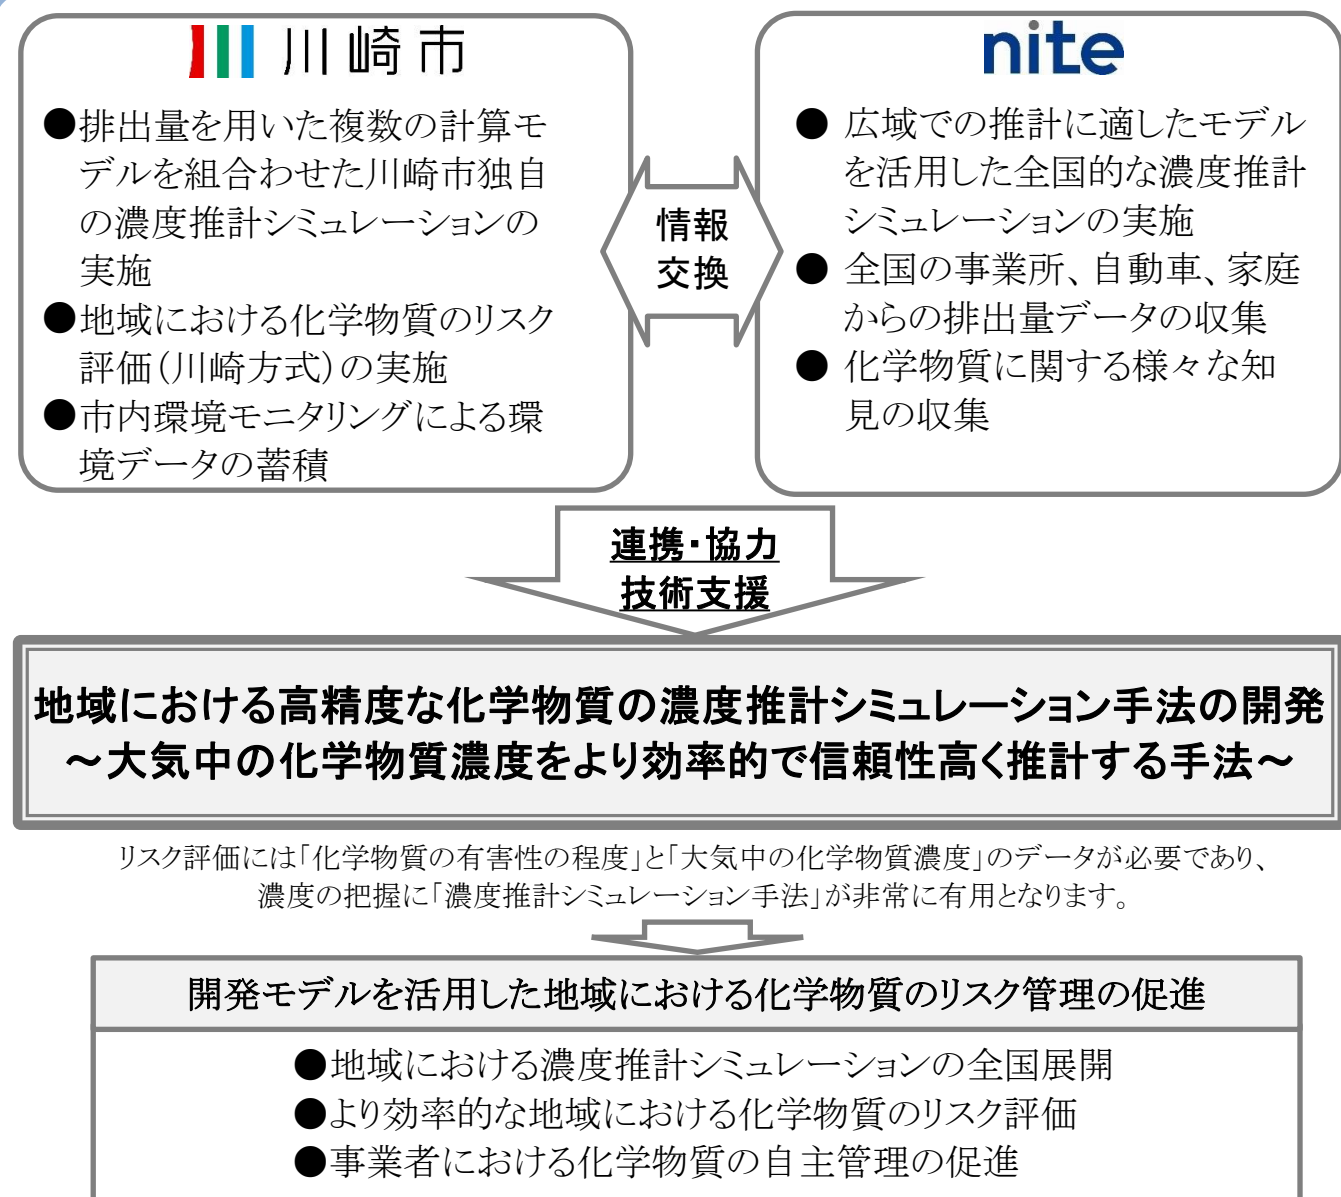 川崎市
●排出量を用いた複数の計算モ
デルを組合わせた川崎市独自
の濃度推計シミュレーションの
実施
●地域における化学物質のリスク
評価（川崎方式）の実施
●市内環境モニタリングによる環
境データの蓄積
情報
交換
nite
● 広域での推計に適したモデル
を活用した全国的な濃度推計
シミュレーションの実施
● 全国の事業所、自動車、家庭
からの排出量データの収集
● 化学物質に関する様々な知
見の収集
連携・協力
技術支援
地域における高精度な化学物質の濃度推計シミュレーション手法の開発
～大気中の化学物質濃度をより効率的で信頼性高く推計する手法～
リスク評価には「化学物質の有害性の程度」と「大気中の化学物質濃度」のデータが必要であり、
濃度の把握に「濃度推計シミュレーション手法」が非常に有用となります。
開発モデルを活用した地域における化学物質のリスク管理の促進
●地域における濃度推計シミュレーションの全国展開
●より効率的な地域における化学物質のリスク評価
●事業者における化学物質の自主管理の促進